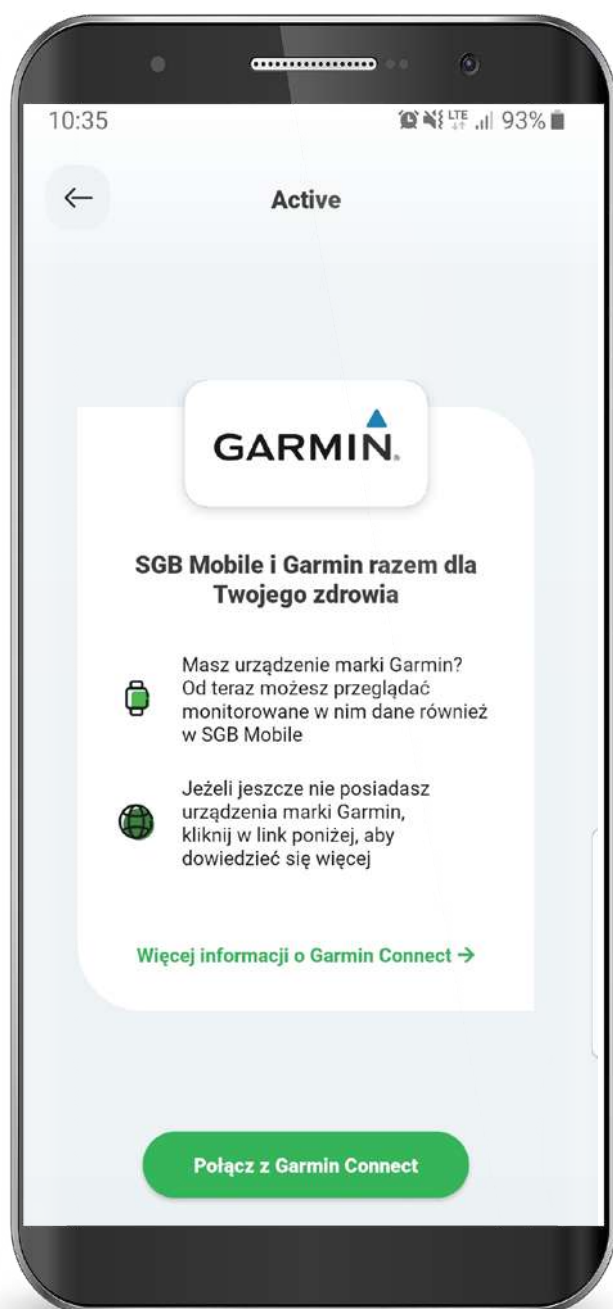 10:35
LTE 93%
Active
GARMIN®
SGB Mobile i Garmin razem dla
Twojego zdrowia
Masz urządzenie marki Garmin?
Od teraz możesz przeglądać
monitorowane w nim dane również
w SGB Mobile
Jeżeli jeszcze nie posiadasz
urządzenia marki Garmin,
kliknij w link poniżej, aby
dowiedzieć się więcej
Więcej informacji o Garmin Connect →
Połącz z Garmin Connect